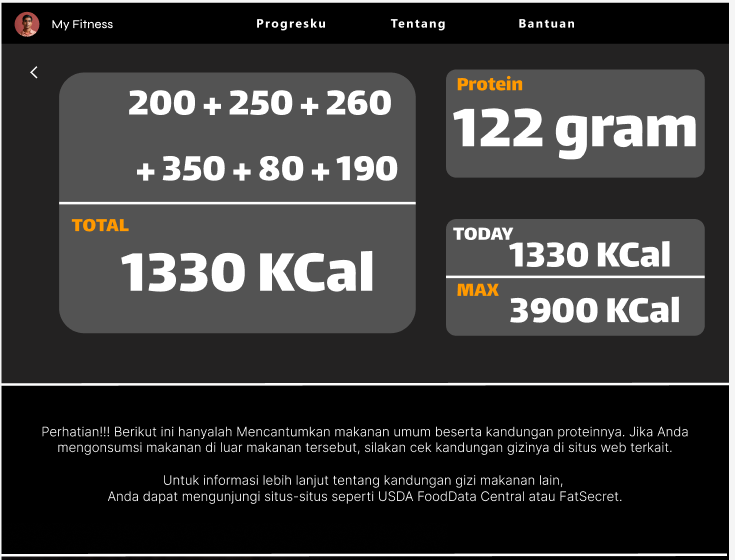 My Fitness
Progresku
Tentang
Bantuan
200 + 250 + 260
+ 350 + 80 + 190
TOTAL
1330 KCal
Protein
122 gram
TODAY
1330 KCal
MAX
3900 KCal
Perhatian!!! Berikut ini hanyalah Mencantumkan makanan umum beserta kandungan proteinnya. Jika Anda
mengonsumsi makanan di luar makanan tersebut, silakan cek kandungan gizinya di situs web terkait.
Untuk informasi lebih lanjut tentang kandungan gizi makanan lain,
Anda dapat mengunjungi situs-situs seperti USDA FoodData Central atau FatSecret.